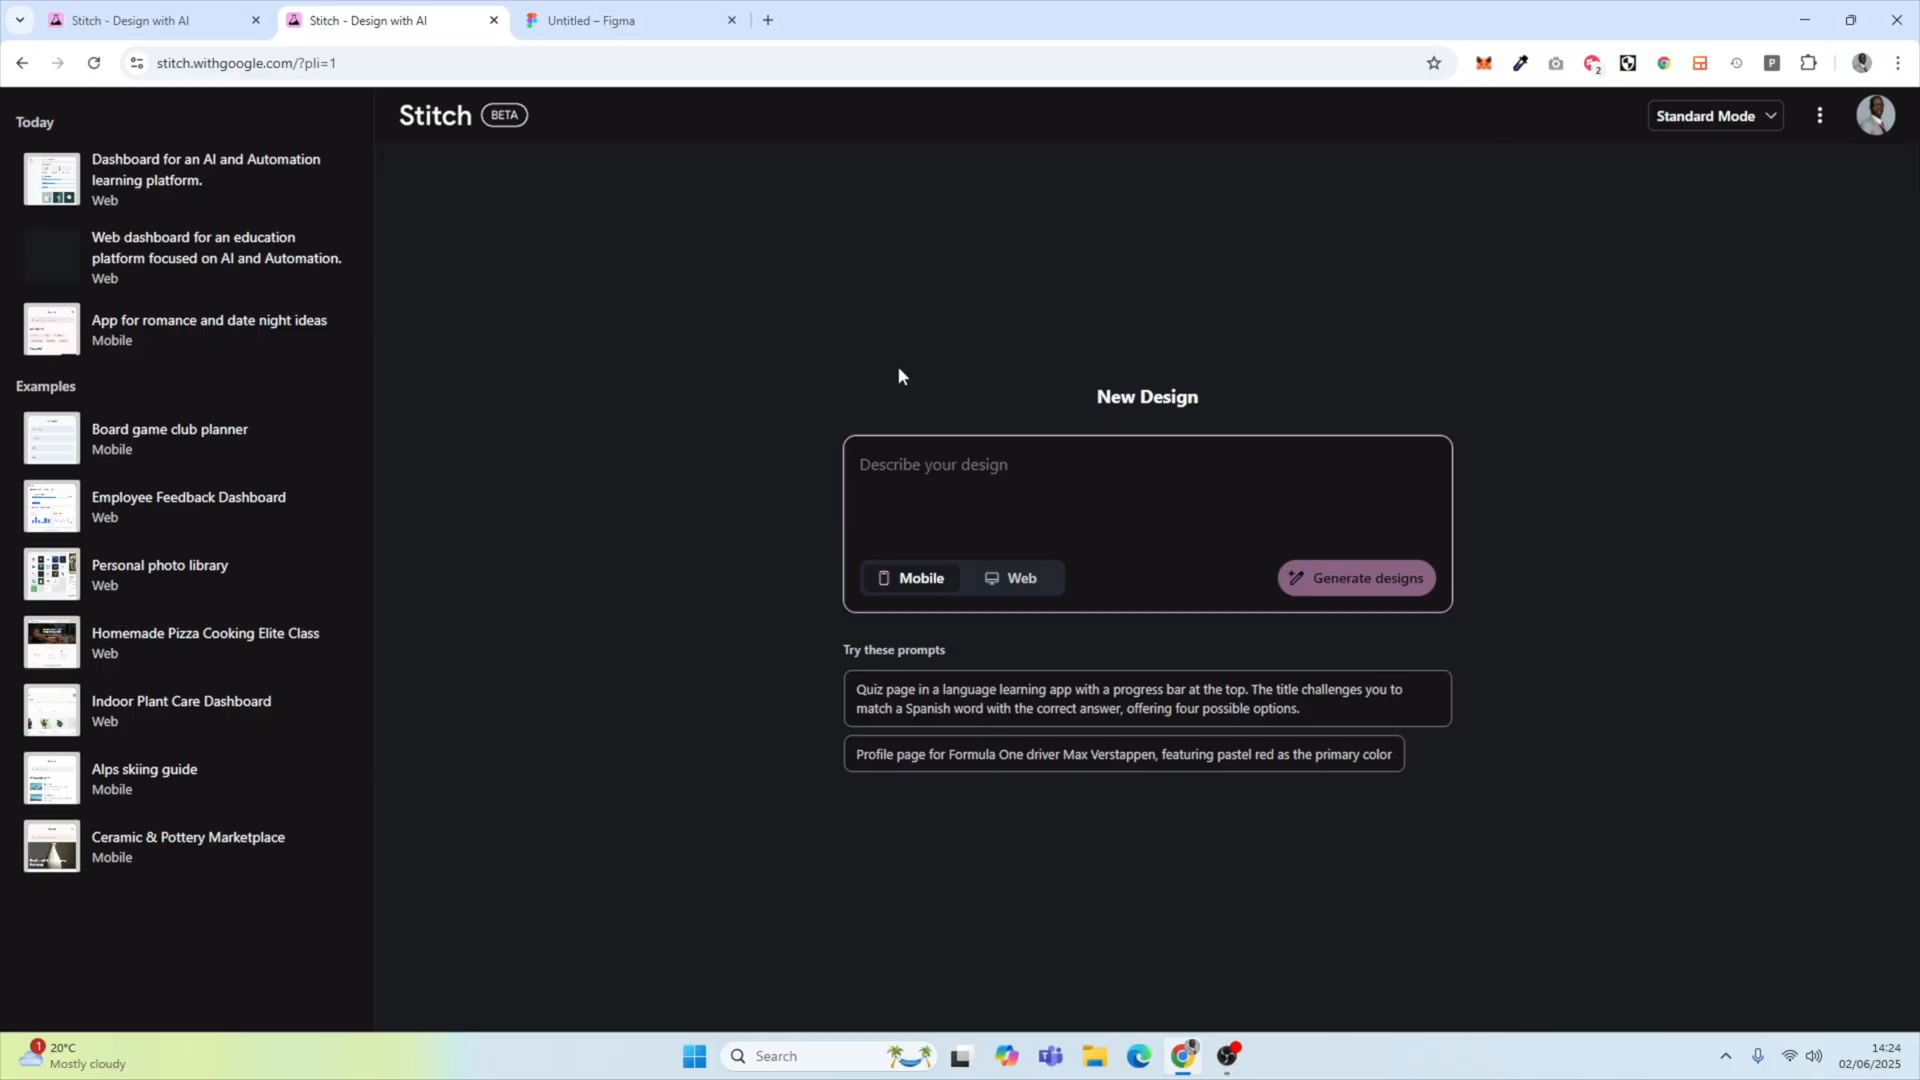 Stitch - Design with AI
Stitch - Design with AI
Untitled – Figma
stitch.withgoogle.com/?pli=1
2
P
Today
Dashboard for an AI and Automation
learning platform.
Web
Web dashboard for an education
platform focused on AI and Automation.
Web
App for romance and date night ideas
Mobile
Examples
Board game club planner
Mobile
Employee Feedback Dashboard
Web
Personal photo library
Web
Homemade Pizza Cooking Elite Class
Web
Indoor Plant Care Dashboard
Web
Alps skiing guide
Mobile
Ceramic & Pottery Marketplace
Mobile
Stitch BETA
Standard Mode
New Design
Describe your design
Mobile
Web
Generate designs
Try these prompts
Quiz page in a language learning app with a progress bar at the top. The title challenges you to
match a Spanish word with the correct answer, offering four possible options.
Profile page for Formula One driver Max Verstappen, featuring pastel red as the primary color
1
20°C
Mostly cloudy
Search
14:24
02/06/2025